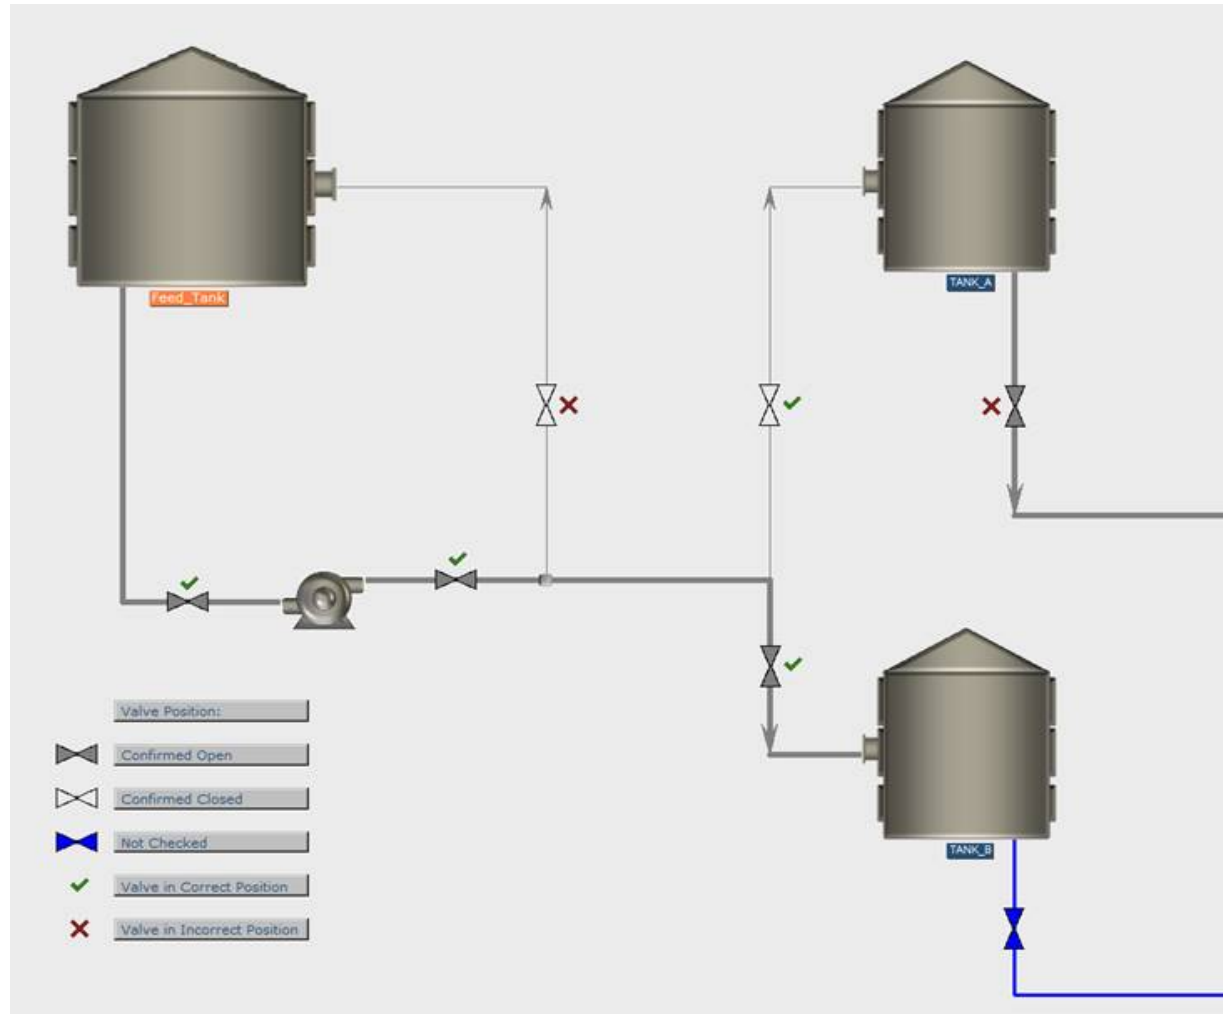 Feed_Tank
TANK_A
TANK_B
Valve Position:
Confirmed Open
Confirmed Closed
Not Checked
Valve in Correct Position
Valve in Incorrect Position